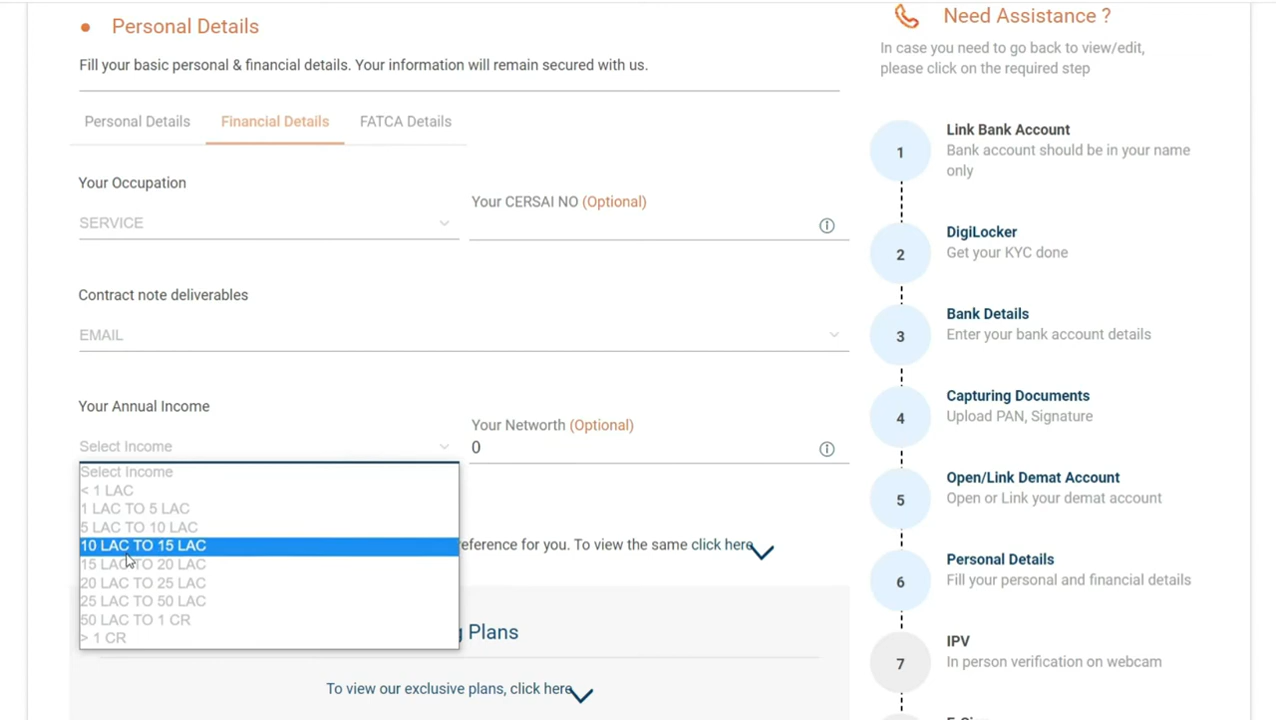 Personal Details
Fill your basic personal & financial details. Your information will remain secured with us.
Personal Details
Financial Details
FATCA Details
Your Occupation
SERVICE
Your CERSAI NO (Optional)
Contract note deliverables
EMAIL
Your Annual Income
Select Income
Your Networth (Optional)
0
Select Income
< 1 LAC
1 LAC TO 5 LAC
5 LAC TO 10 LAC
10 LAC TO 15 LAC
15 LAC TO 20 LAC
20 LAC TO 25 LAC
25 LAC TO 50 LAC
50 LAC TO 1 CR
> 1 CR
for you. To view the same click here
Plans
To view our exclusive plans, click here
Need Assistance ?
In case you need to go back to view/edit,
please click on the required step
1
Link Bank Account
Bank account should be in your name
only
2
DigiLocker
Get your KYC done
3
Bank Details
Enter your bank account details
4
Capturing Documents
Upload PAN, Signature
5
Open/Link Demat Account
Open or Link your demat account
6
Personal Details
Fill your personal and financial details
7
IPV
In person verification on webcam